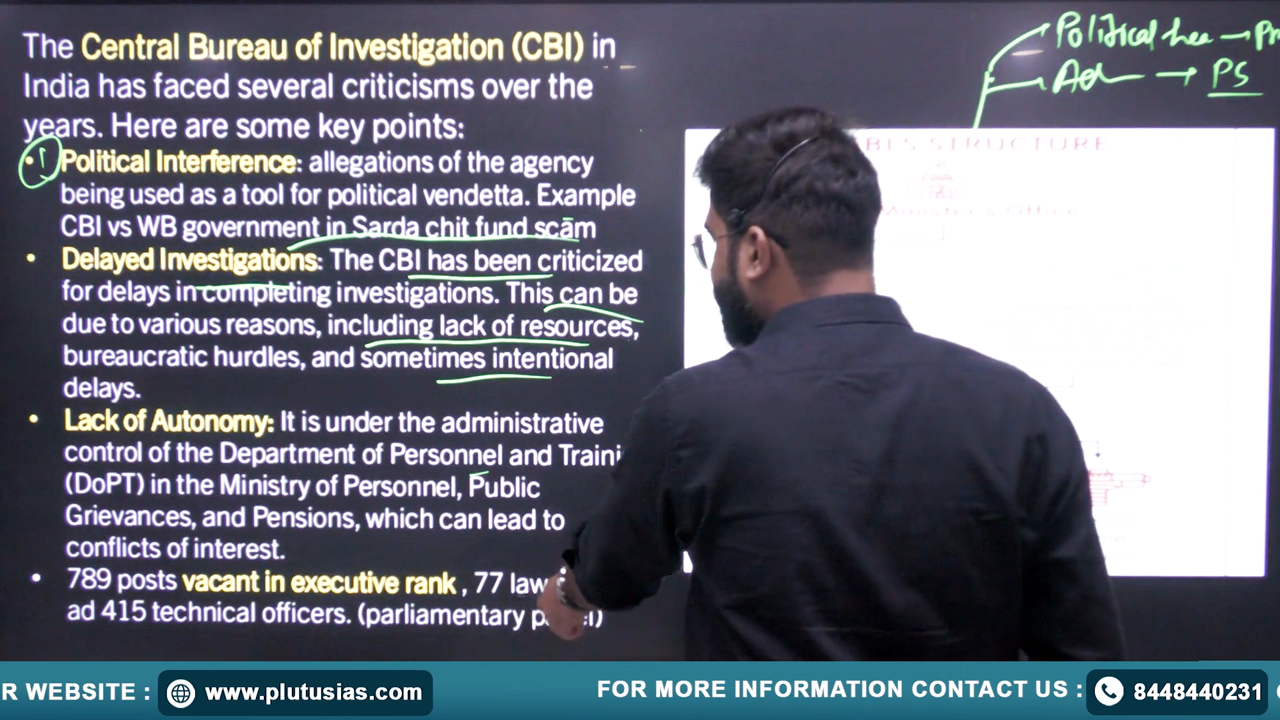 The Central Bureau of Investigation (CBI) in
India has faced several criticisms over the
years. Here are some key points:
• Political Interference: allegations of the agency
being used as a tool for political vendetta. Example
CBI vs WB government in Sarda chit fund scam
• Delayed Investigations: The CBI has been criticized
for delays in completing investigations. This can be
due to various reasons, including lack of resources,
bureaucratic hurdles, and sometimes intentional
delays.
• Lack of Autonomy: It is under the administrative
control of the Department of Personnel and Traini
(DoPT) in the Ministry of Personnel, Public
Grievances, and Pensions, which can lead to
conflicts of interest.
• 789 posts vacant in executive rank , 77 law
ad 415 technical officers. (parliamentary p
Political → 
Ad → PS
STRUCTURE
Minister's Office
R WEBSITE : www.plutusias.com
FOR MORE INFORMATION CONTACT US : 8448440231